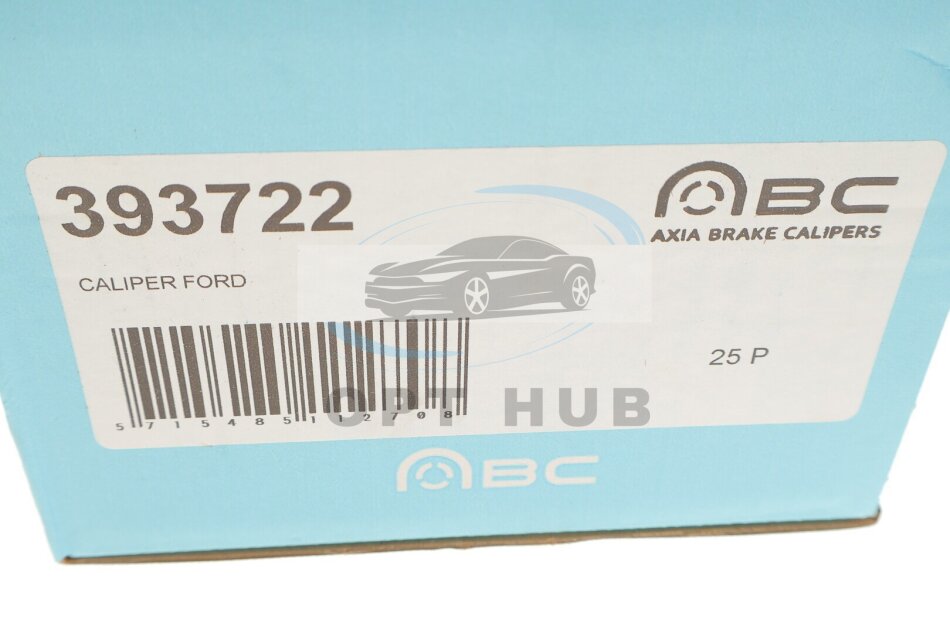 393722
ABC
AXIA BRAKE CALIPERS
CALIPER FORD
25 P
5715485112708
OPT HUB
ABC